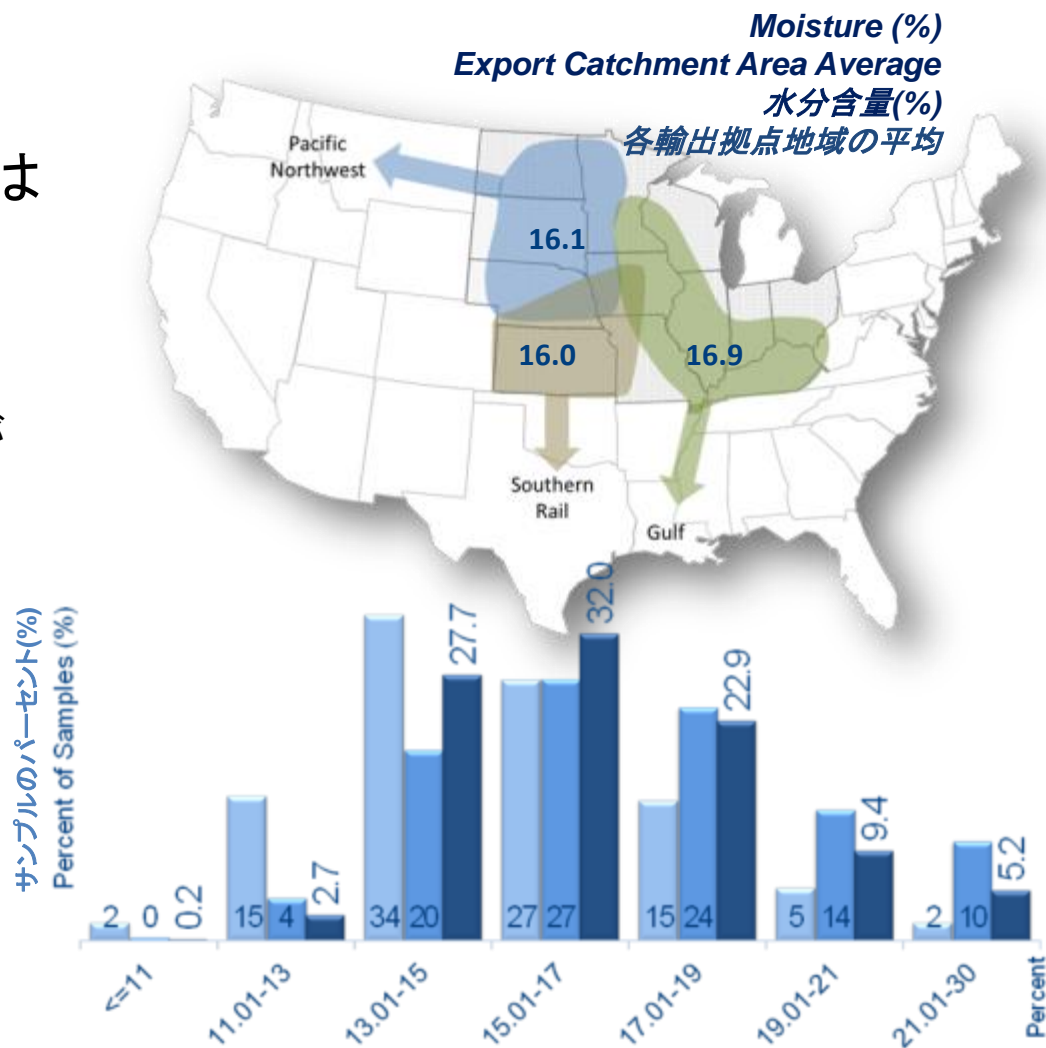 Moisture (%)
Export Catchment Area Average
水分含量(%)
各輸出拠点地域の平均
は
Pacific
Northwest
16.1
16.0
16.9
Southern
Rail
Gulf
サンプルのパーセント(%)
Percent of Samples (%)
2 0 0.2
15 4 2.7
34 20 27.7
27 27 32.0
15 24 22.9
5 14 9.4
2 10 5.2
<=11
11.01-13
13.01-15
15.01-17
17.01-19
19.01-21
21.01-30
Percent